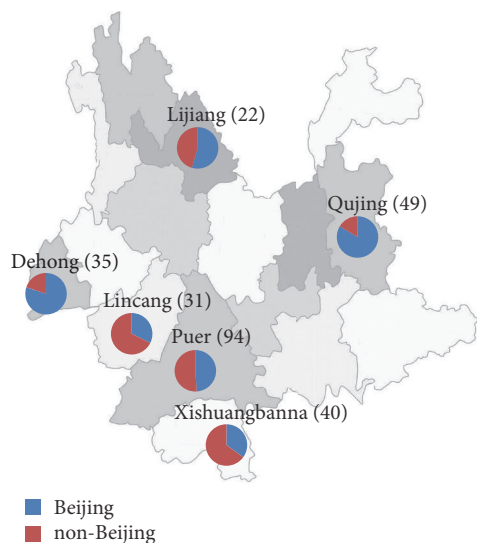 Lijiang (22)
Qujing (49)
Dehong (35)
Lincang (31)
Puer (94)
Xishuangbanna (40)
Beijing
non-Beijing